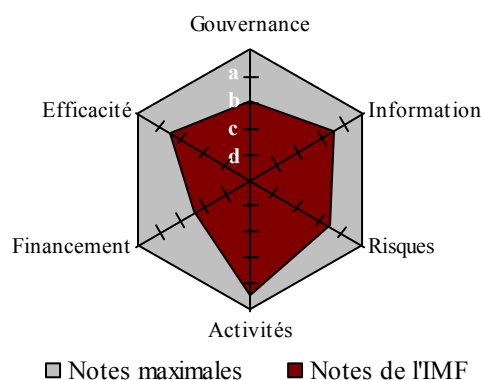 Gouvernance
a
Efficacité
b
Information
c
d
Financement
Risques
Activités
Notes maximales
Notes de l'IMF